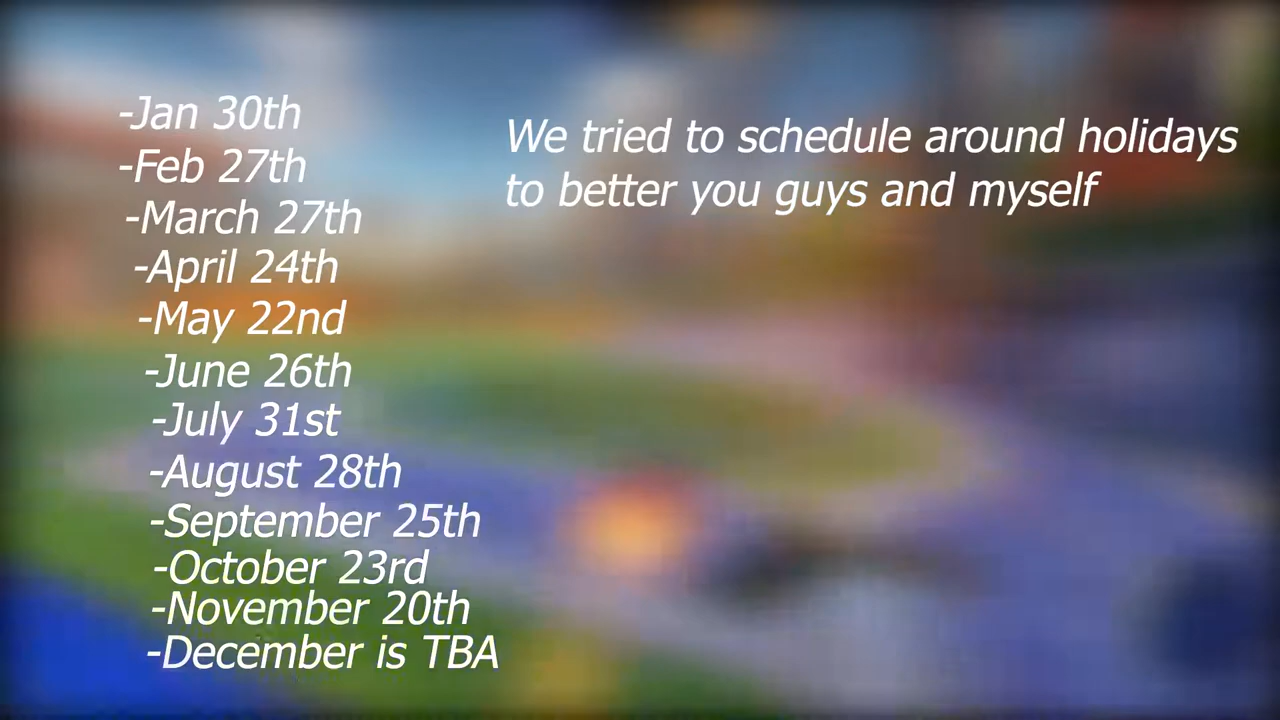 -Jan 30th
-Feb 27th
-March 27th
-April 24th
-May 22nd
-June 26th
-July 31st
-August 28th
-September 25th
-October 23rd
-November 20th
-December is TBA
We tried to schedule around holidays
to better you guys and myself